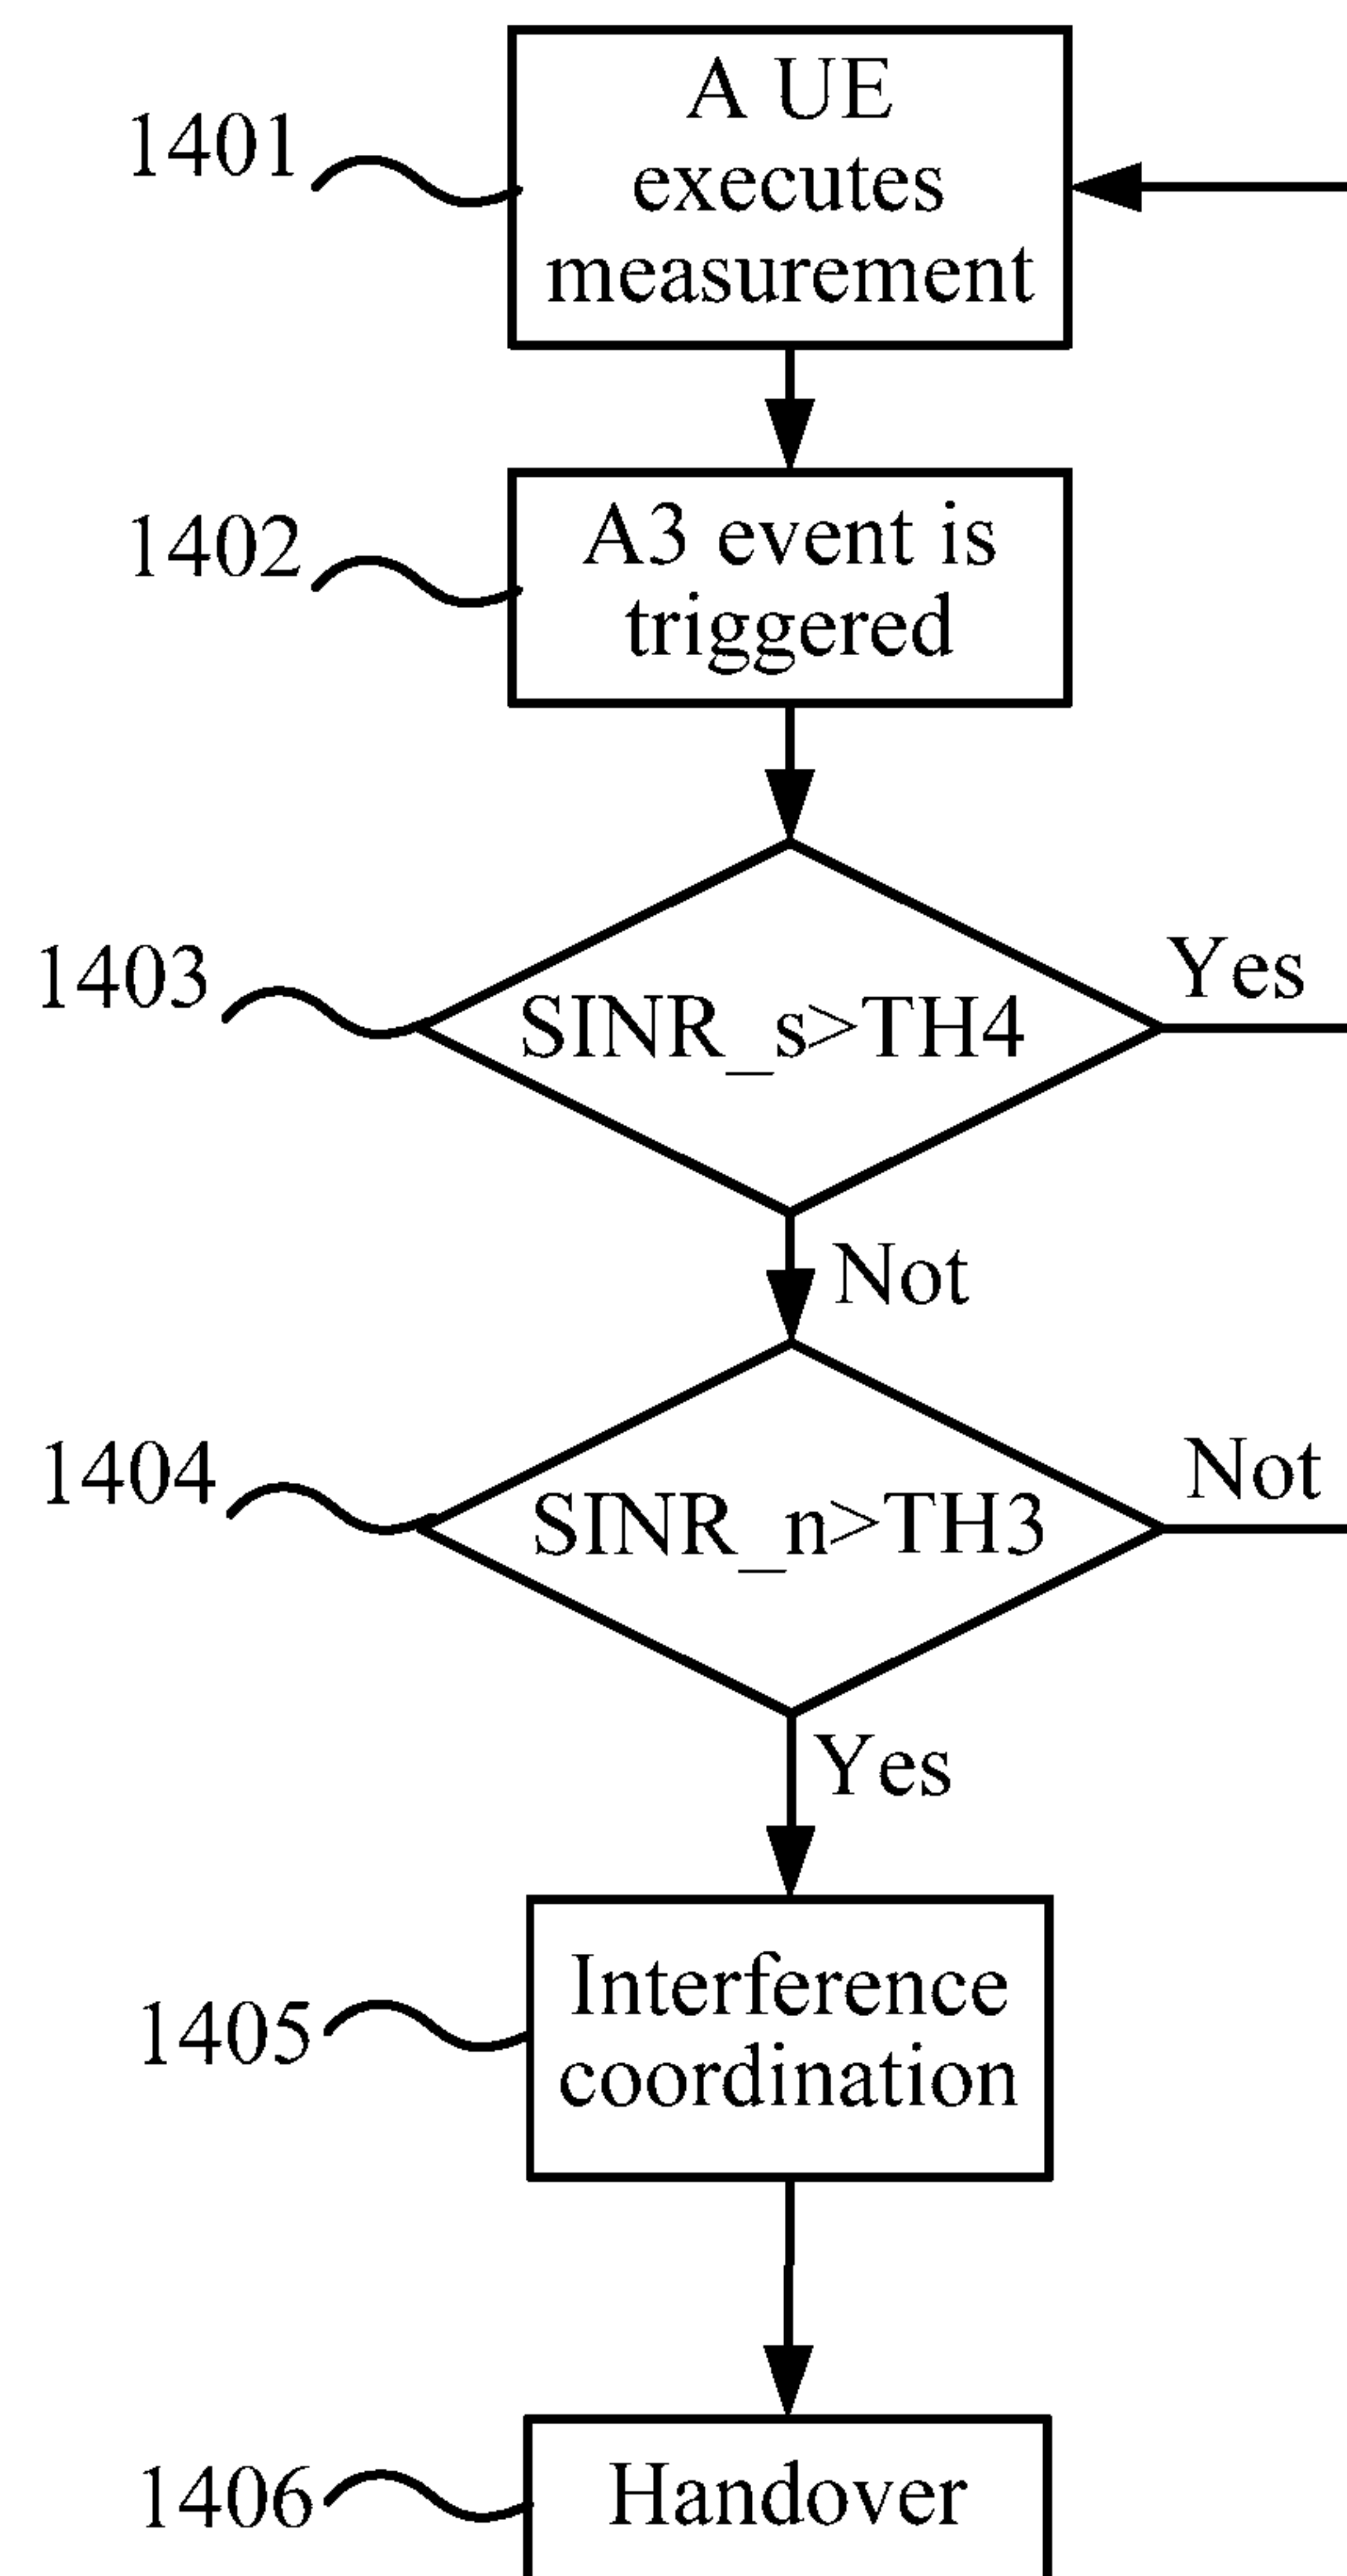 1401
A UE
executes
measurement
1402
A3 event is
triggered
1403
SINR_s>TH4
Yes
Not
1404
SINR_n>TH3
Not
Yes
1405
Interference
coordination
1406
Handover